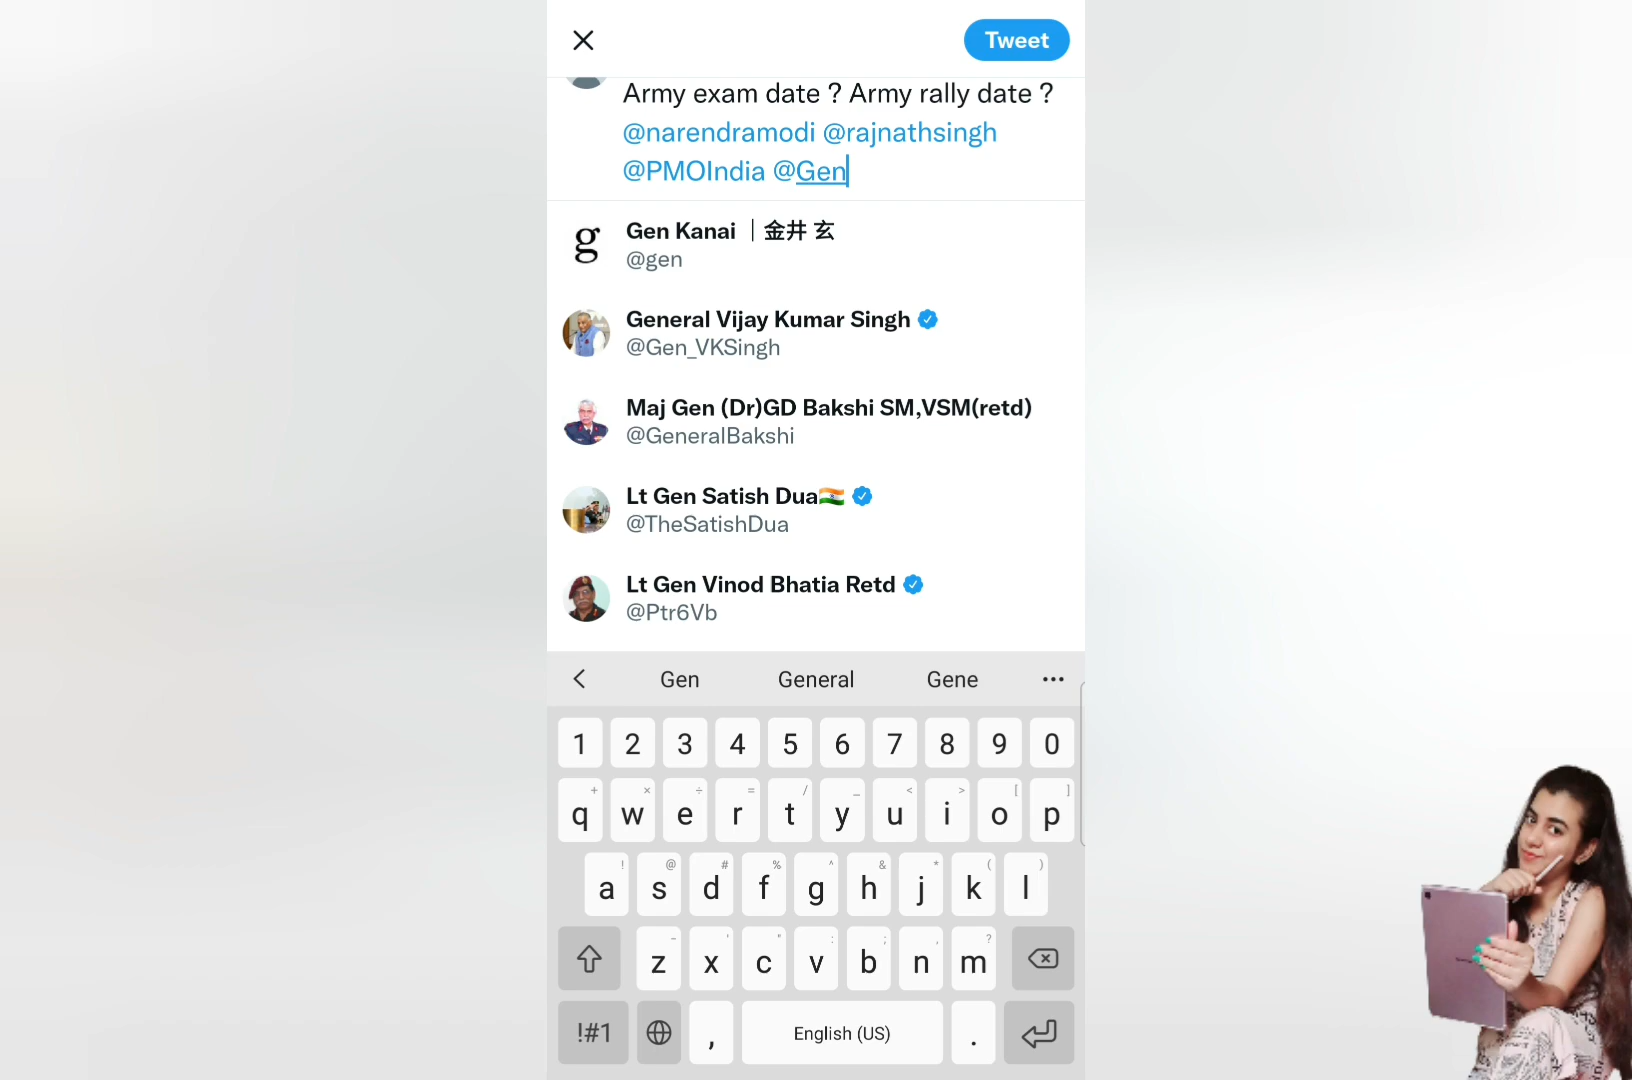 Tweet
Army exam date ? Army rally date ?
@narendramodi @rajnathsingh
@PMOIndia @Gen
g
Gen Kanai ｜金井 玄
@gen
General Vijay Kumar Singh
@Gen_VKSingh
Maj Gen (Dr)GD Bakshi SM,VSM(retd)
@GeneralBakshi
Lt Gen Satish Dua🇮🇳
@TheSatishDua
Lt Gen Vinod Bhatia Retd
@Ptr6Vb
Gen General Gene ...
1 2 3 4 5 6 7 8 9 0
+ × ÷ = / _ < > [ ]
q w e r t y u i o p
! @ # % ^ & * ( )
a s d f g h j k l
- ' " : ; , ?
z x c v b n m
!#1 , English (US) .